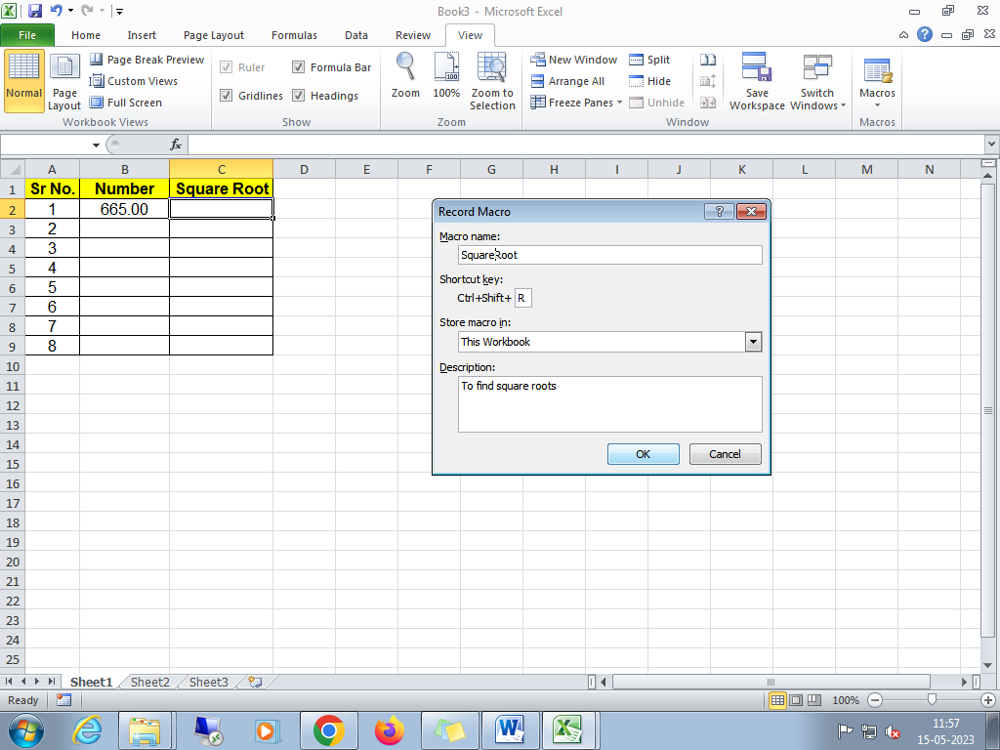 Book3 - Microsoft Excel
File Home Insert Page Layout Formulas Data Review View
Normal
Page Layout
Page Break Preview
Custom Views
Full Screen
Workbook Views
Ruler
Formula Bar
Gridlines
Headings
Show
Zoom
100%
Zoom to Selection
Zoom
New Window
Arrange All
Freeze Panes
Split
Hide
Unhide
Save Workspace
Switch Windows
Window
Macros
Macros
fx
A B C D E F G H I J K L M N
1 Sr No. Number Square Root
2 1 665.00
3 2
4 3
5 4
6 5
7 6
8 7
9 8
10
11
12
13
14
15
16
17
18
19
20
21
22
23
24
25
Record Macro
Macro name:
SquareRoot
Shortcut key:
Ctrl+Shift+ R
Store macro in:
This Workbook
Description:
To find square roots
OK Cancel
Sheet1 Sheet2 Sheet3
Ready
100%
11:57
15-05-2023